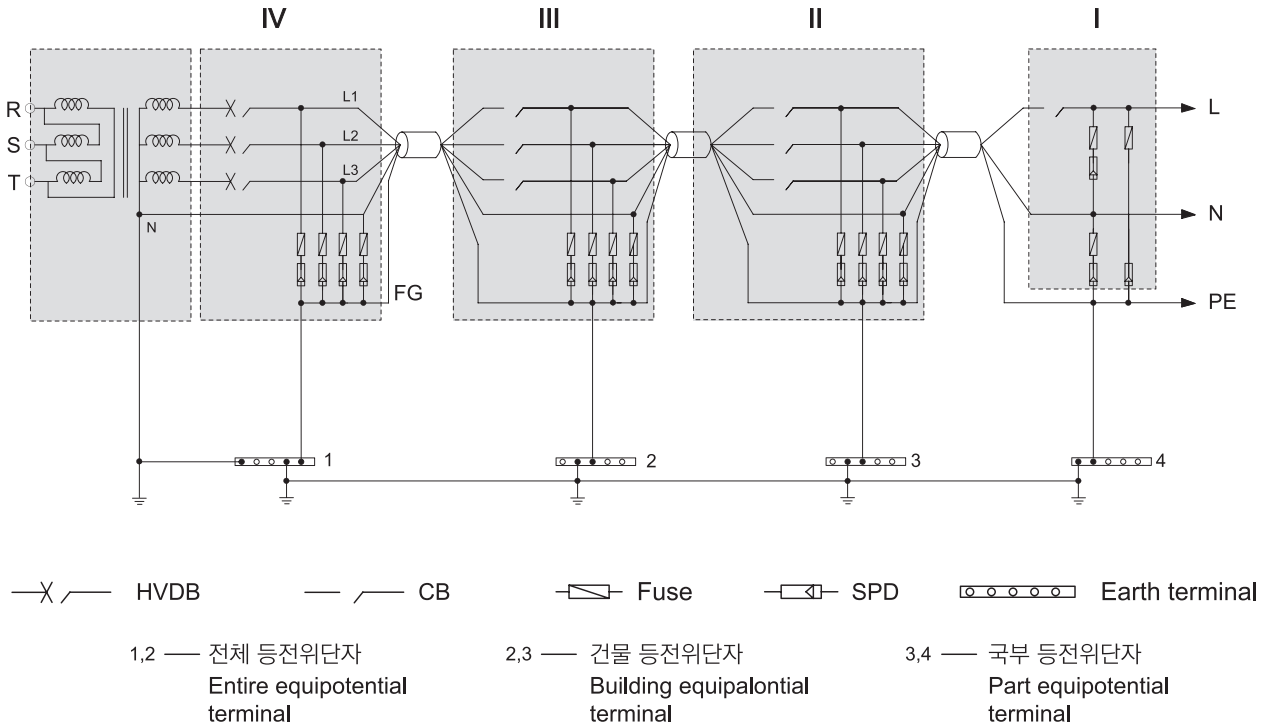 IV III II I
R
S
T
L1
L2
L3
N
FG
L
N
PE
1 2 3 4
HVDB CB Fuse SPD Earth terminal
1,2 — 전체 등전위단자
Entire equipotential
terminal
2,3 — 건물 등전위단자
Building equipalontial
terminal
3,4 — 국부 등전위단자
Part equipotential
terminal